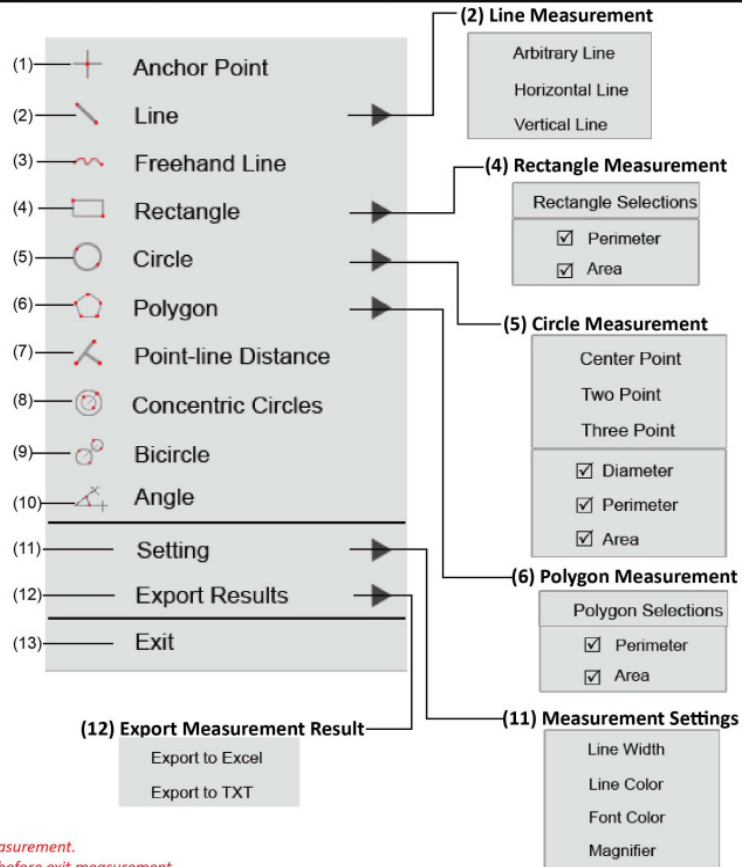 (1) Anchor Point
(2) Line
(3) Freehand Line
(4) Rectangle
(5) Circle
(6) Polygon
(7) Point-line Distance
(8) Concentric Circles
(9) Bicircle
(10) Angle
(11) Setting
(12) Export Results
(13) Exit
(2) Line Measurement
Arbitrary Line
Horizontal Line
Vertical Line
(4) Rectangle Measurement
Rectangle Selections
☑ Perimeter
☑ Area
(5) Circle Measurement
Center Point
Two Point
Three Point
☑ Diameter
☑ Perimeter
☑ Area
(6) Polygon Measurement
Polygon Selections
☑ Perimeter
☑ Area
(11) Measurement Settings
Line Width
Line Color
Font Color
Magnifier
(12) Export Measurement Result
Export to Excel
Export to TXT
before exit measurement